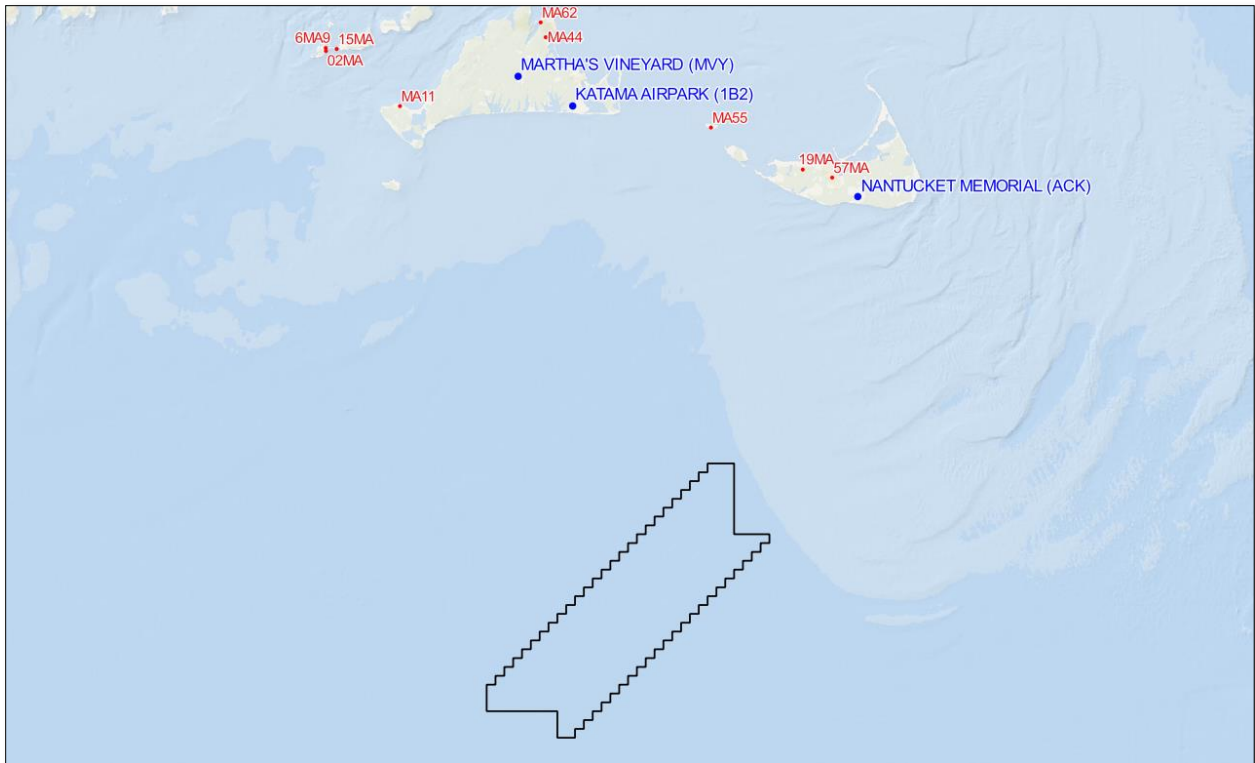 MA62
6MA9
15MA
MA44
02MA
MARTHA'S VINEYARD (MVY)
KATAMA AIRPARK (1B2)
MA11
MA55
19MA
57MA
NANTUCKET MEMORIAL (ACK)